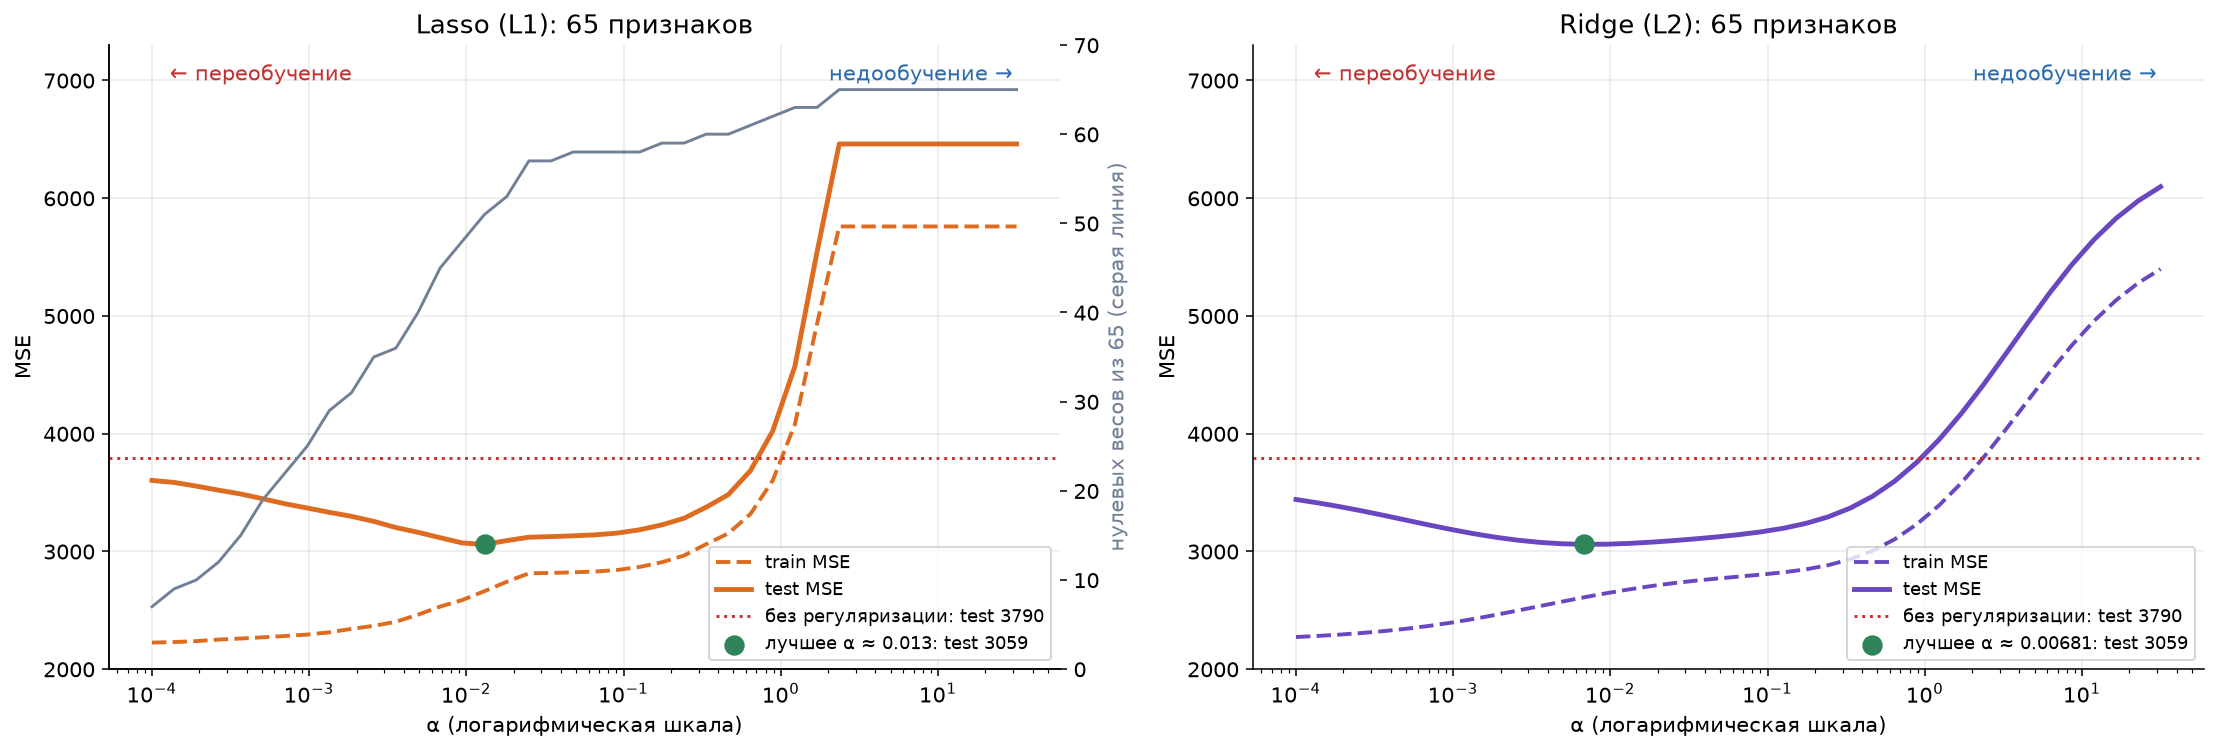 Lasso (L1): 65 признаков
← переобучение
недообучение →
MSE
7000
6000
5000
4000
3000
2000
70
60
50
40
30
20
10
0
нулевых весов из 65 (серая линия)
train MSE
test MSE
без регуляризации: test 3790
лучшее α ≈ 0.013: test 3059
10⁻⁴
10⁻³
10⁻²
10⁻¹
10⁰
10¹
α (логарифмическая шкала)
Ridge (L2): 65 признаков
← переобучение
недообучение →
MSE
7000
6000
5000
4000
3000
2000
train MSE
test MSE
без регуляризации: test 3790
лучшее α ≈ 0.00681: test 3059
10⁻⁴
10⁻³
10⁻²
10⁻¹
10⁰
10¹
α (логарифмическая шкала)